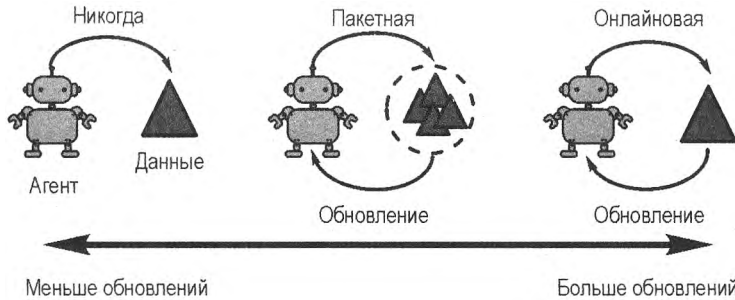 Никогда
Пакетная
Онлайновая
Данные
Агент
Обновление
Обновление
Меньше обновлений
Больше обновлений